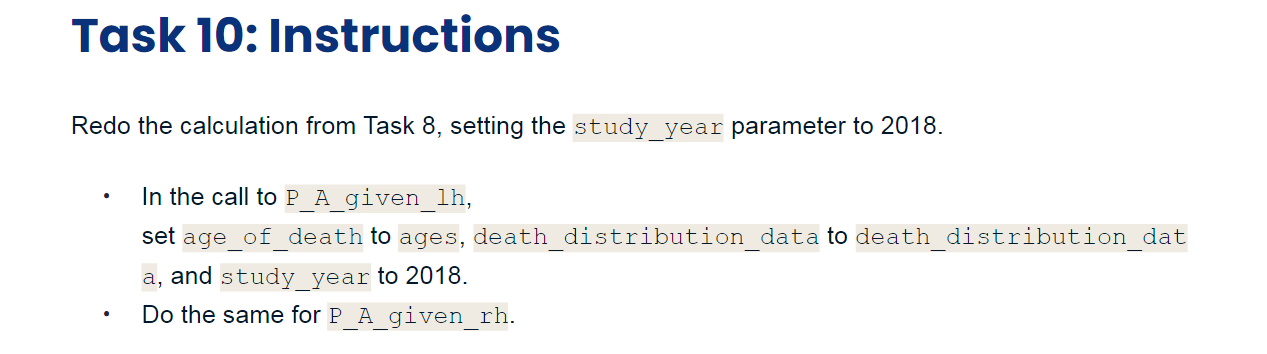 Task 10: Instructions
Redo the calculation from Task 8, setting the study_year parameter to 2018.
• In the call to P_A_given_lh,
set age_of_death to ages, death_distribution_data to death_distribution_dat
a, and study_year to 2018.
• Do the same for P_A_given_rh.